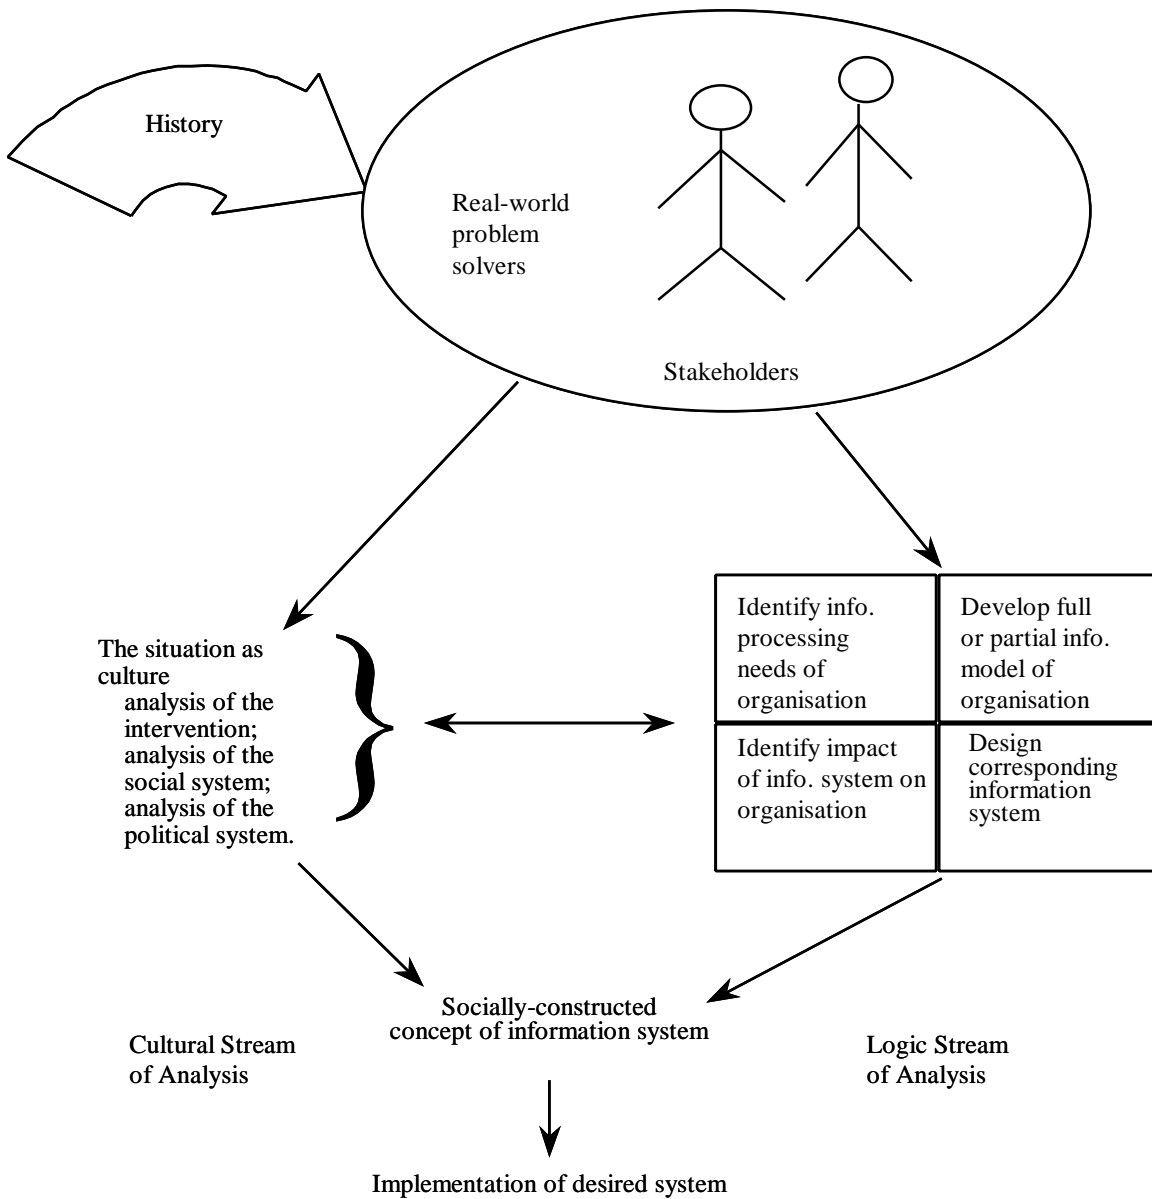 History
Real-world
problem
solvers
Stakeholders
The situation as
culture
analysis of the
intervention;
analysis of the
social system;
analysis of the
political system.
Identify info.
processing
needs of
organisation
Develop full
or partial info.
model of
organisation
Identify impact
of info. system on
organisation
Design
corresponding
information
system
Socially-constructed
concept of information system
Cultural Stream
of Analysis
Logic Stream
of Analysis
Implementation of desired system